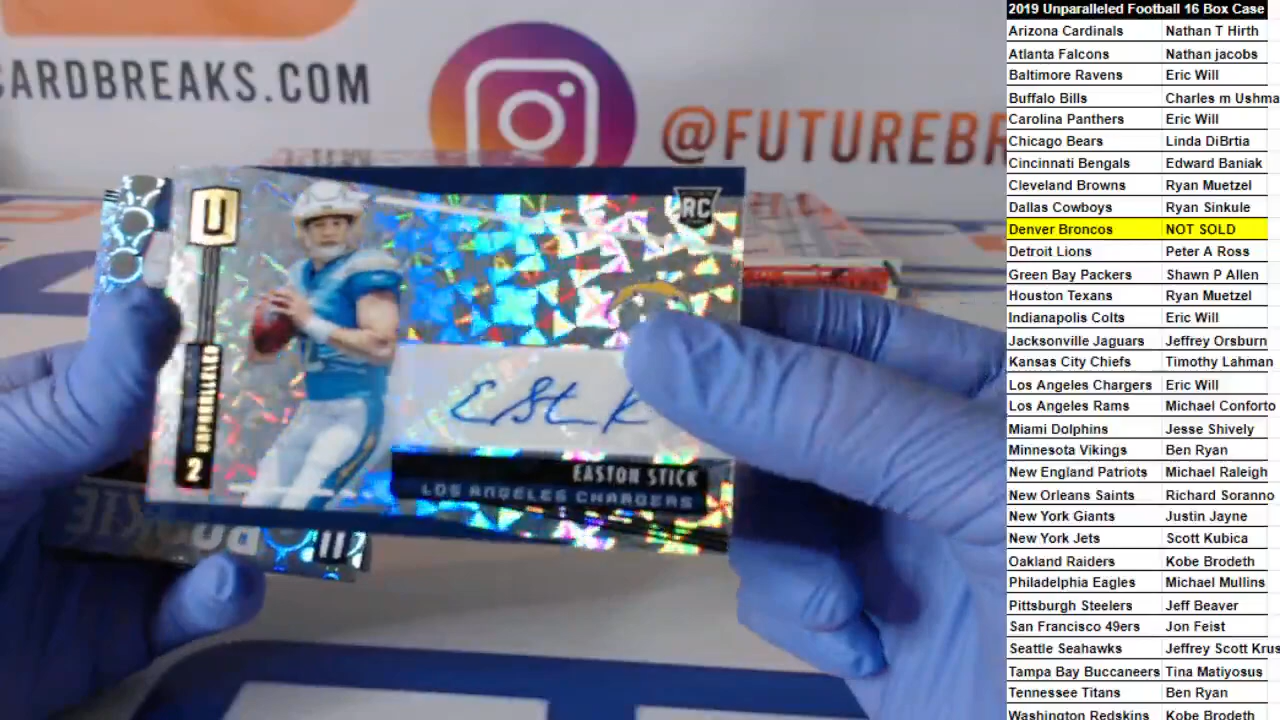 CARDBREAKS.COM
@FUTUREBR
U
RC
UNPARALLELED
2
E Stick
EASTON STICK
LOS ANGELES CHARGERS
2019 Unparalleled Football 16 Box Case
Arizona Cardinals Nathan T Hirth
Atlanta Falcons Nathan jacobs
Baltimore Ravens Eric Will
Buffalo Bills Charles m Ushma
Carolina Panthers Eric Will
Chicago Bears Linda DiBrtia
Cincinnati Bengals Edward Baniak
Cleveland Browns Ryan Muetzel
Dallas Cowboys Ryan Sinkule
Denver Broncos NOT SOLD
Detroit Lions Peter A Ross
Green Bay Packers Shawn P Allen
Houston Texans Ryan Muetzel
Indianapolis Colts Eric Will
Jacksonville Jaguars Jeffrey Orsburn
Kansas City Chiefs Timothy Lahman
Los Angeles Chargers Eric Will
Los Angeles Rams Michael Conforto
Miami Dolphins Jesse Shively
Minnesota Vikings Ben Ryan
New England Patriots Michael Raleigh
New Orleans Saints Richard Soranno
New York Giants Justin Jayne
New York Jets Scott Kubica
Oakland Raiders Kobe Brodeth
Philadelphia Eagles Michael Mullins
Pittsburgh Steelers Jeff Beaver
San Francisco 49ers Jon Feist
Seattle Seahawks Jeffrey Scott Krus
Tampa Bay Buccaneers Tina Matiyosus
Tennessee Titans Ben Ryan
Washington Redskins Kobe Brodeth